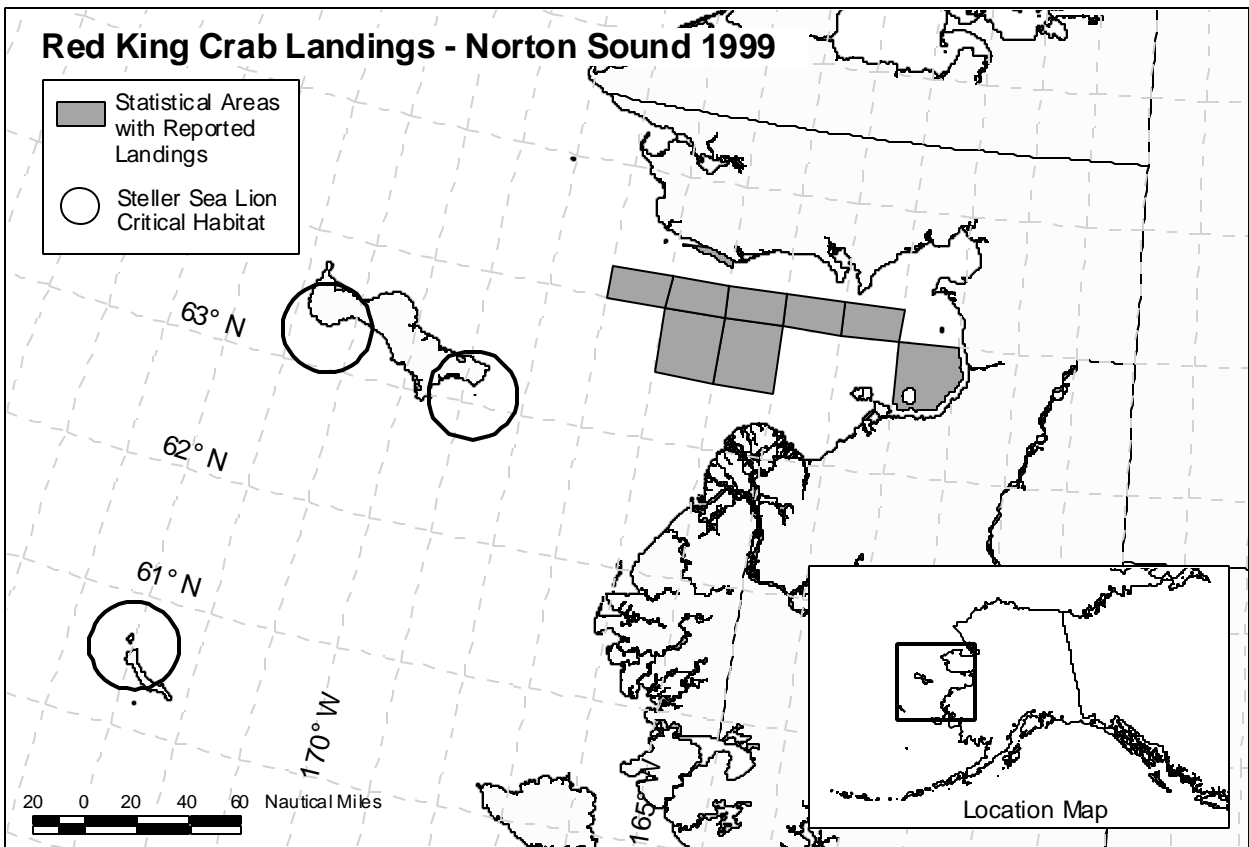 Red King Crab Landings - Norton Sound 1999
Statistical Areas
with Reported
Landings
Steller Sea Lion
Critical Habitat
63° N
62° N
61° N
170° W
165° W
20 0 20 40 60 Nautical Miles
Location Map